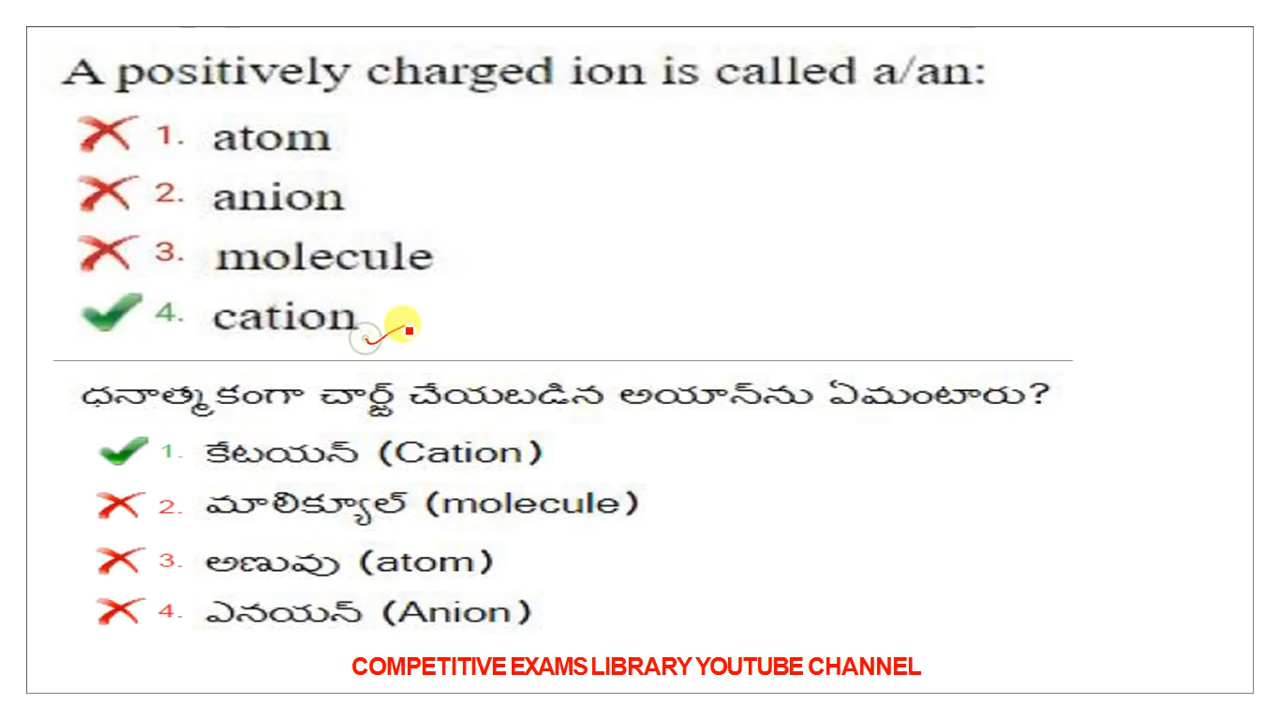 A positively charged ion is called a/an:
1. atom
2. anion
3. molecule
4. cation
ధనాత్మకంగా చార్జ్ చేయబడిన అయాన్‌ను ఏమంటారు?
1. కేటయన్ (Cation)
2. మాలిక్యూల్ (molecule)
3. అణువు (atom)
4. ఎనయన్ (Anion)
COMPETITIVE EXAMS LIBRARY YOUTUBE CHANNEL